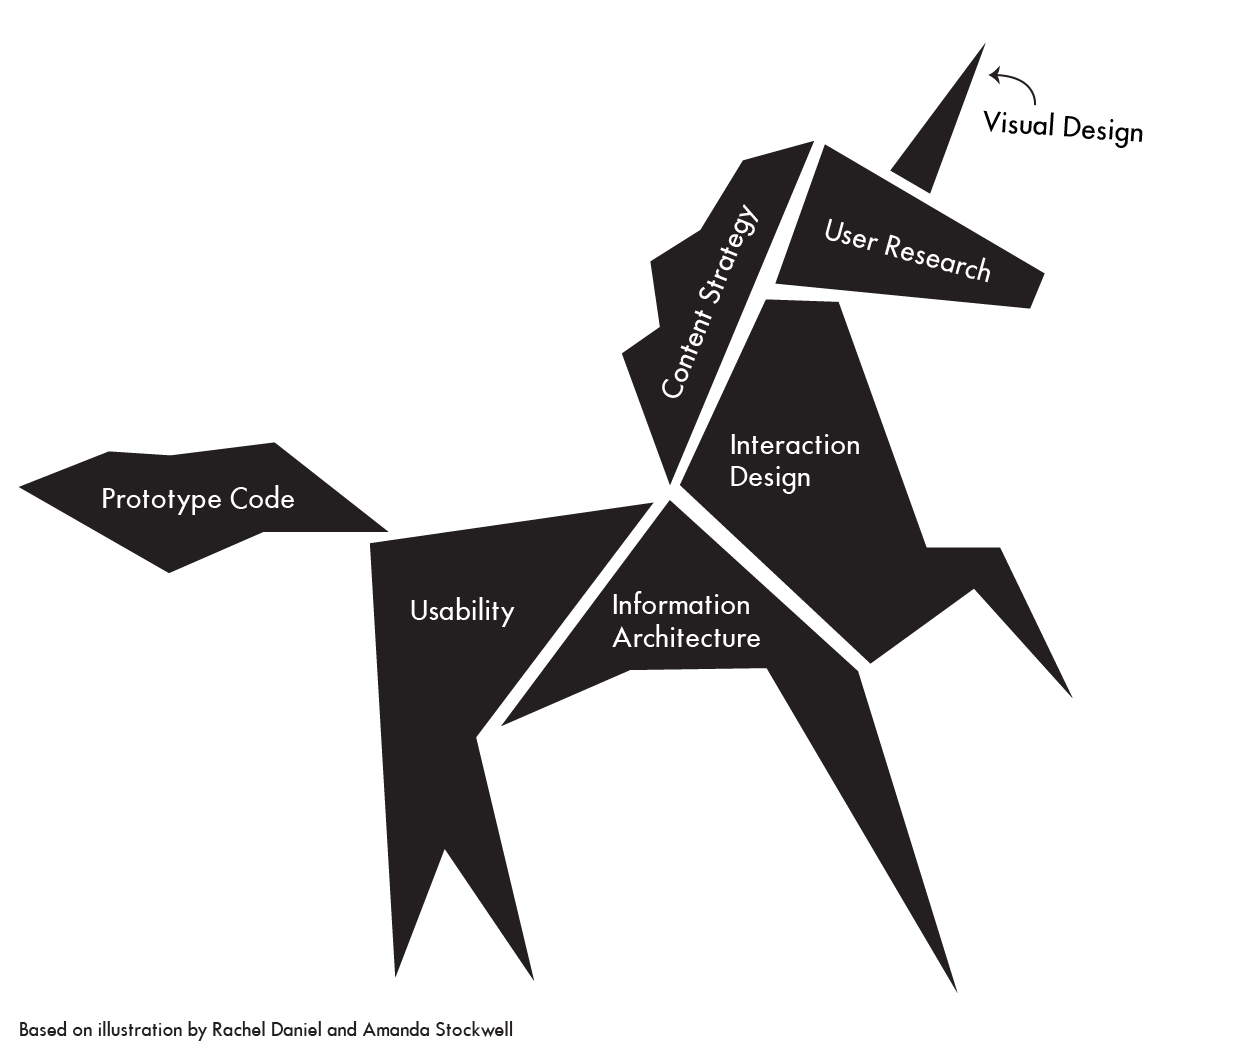 Visual Design
User Research
Content Strategy
Interaction
Design
Prototype Code
Usability
Information
Architecture
Based on illustration by Rachel Daniel and Amanda Stockwell